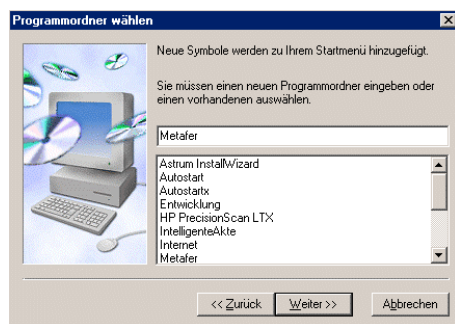 Programmordner wählen
Neue Symbole werden zu Ihrem Startmenü hinzugefügt.
Sie müssen einen neuen Programmordner eingeben oder
einen vorhandenen auswählen.
Metafer
Astrum InstallWizard
Autostart
Autostartx
Entwicklung
HP PrecisionScan LTX
IntelligenteAkte
Internet
Metafer
<< Zurück
Weiter >>
Abbrechen